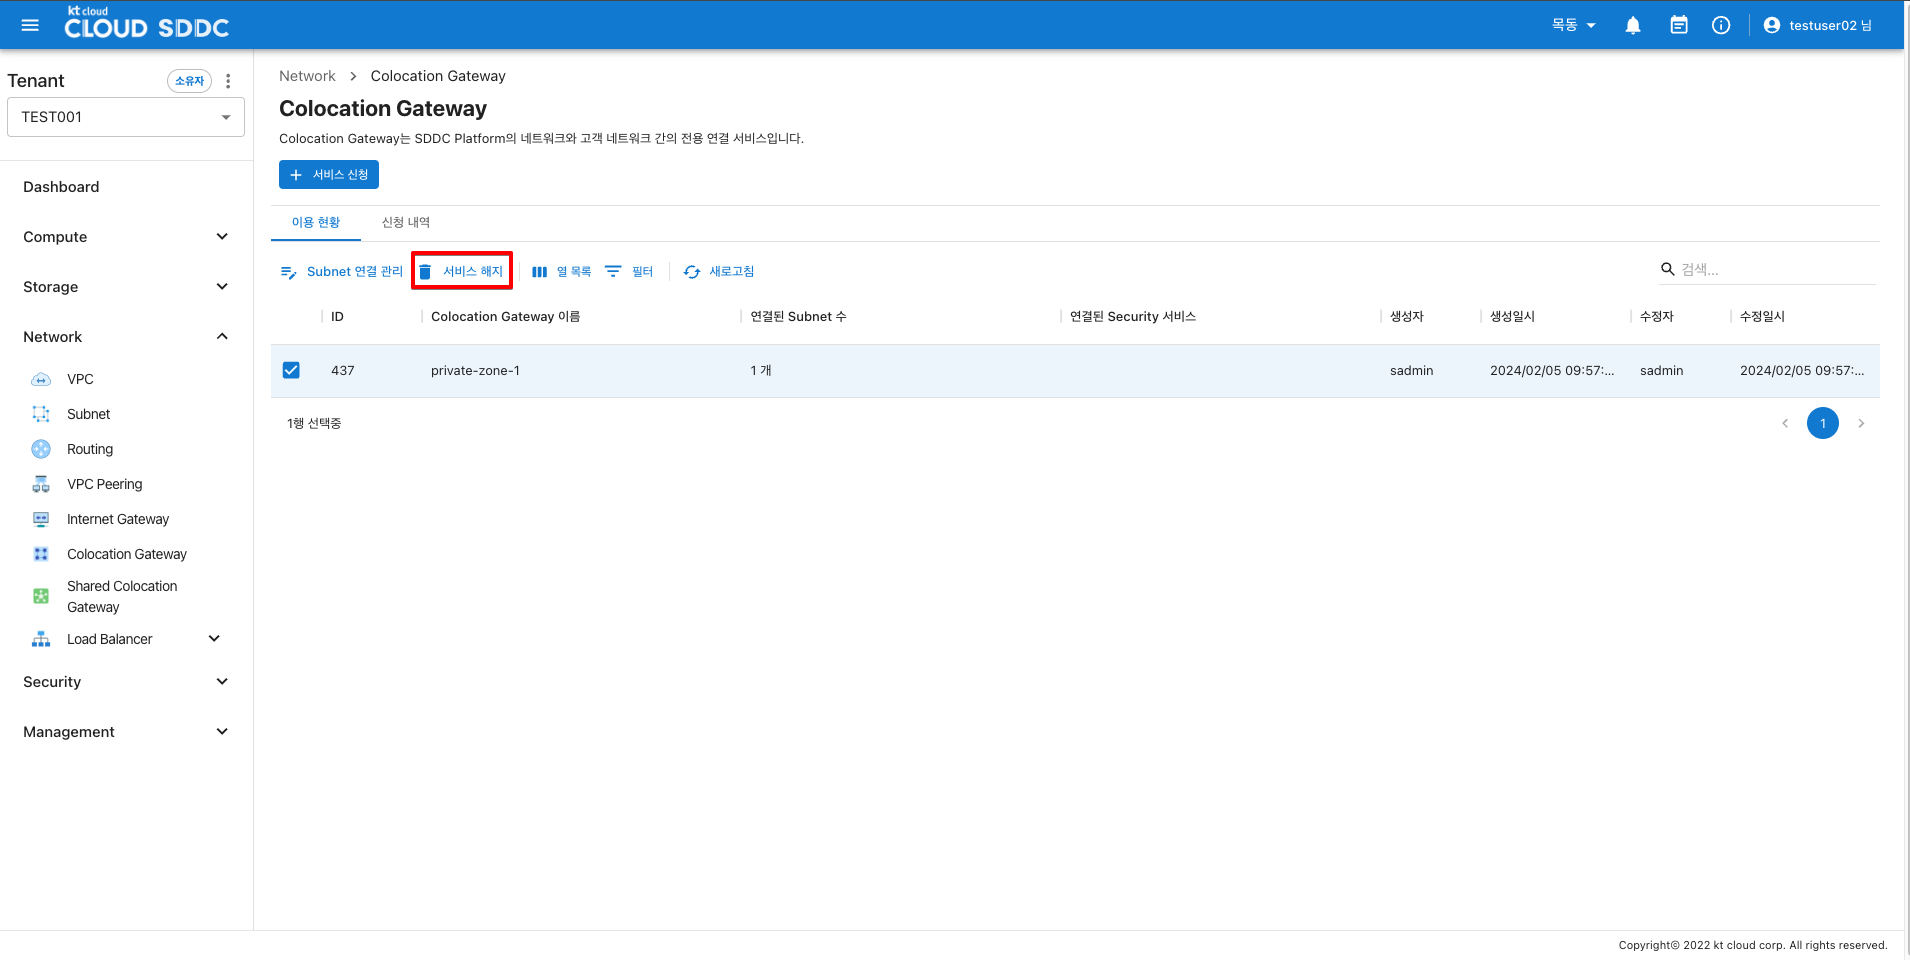 kt cloud
CLOUD SDDC
목동
testuser02 님
Tenant
소유자
TEST001
Dashboard
Compute
Storage
Network
VPC
Subnet
Routing
VPC Peering
Internet Gateway
Colocation Gateway
Shared Colocation
Gateway
Load Balancer
Security
Management
Network > Colocation Gateway
Colocation Gateway
Colocation Gateway는 SDDC Platform의 네트워크와 고객 네트워크 간의 전용 연결 서비스입니다.
+ 서비스 신청
이용 현황 신청 내역
Subnet 연결 관리 서비스 해지 열 목록 필터 새로고침 검색...
ID Colocation Gateway 이름 연결된 Subnet 수 연결된 Security 서비스 생성자 생성일시 수정자 수정일시
437 private-zone-1 1 개 sadmin 2024/02/05 09:57:... sadmin 2024/02/05 09:57:...
1행 선택중
1
Copyright© 2022 kt cloud corp. All rights reserved.